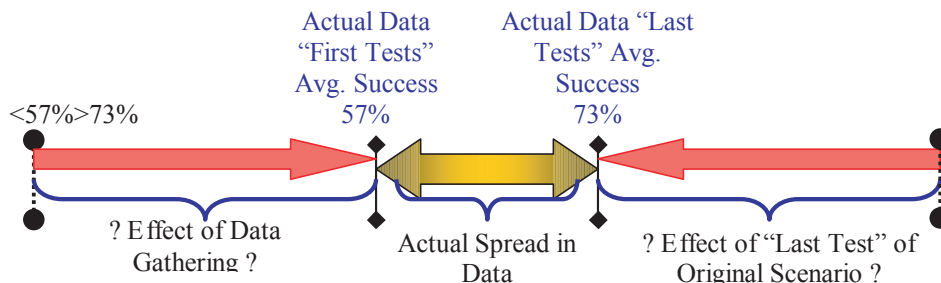 Actual Data
“First Tests”
Avg. Success
57%
Actual Data “Last
Tests” Avg.
Success
73%
<57%>73%
? Effect of Data
Gathering ?
Actual Spread in
Data
? Effect of “Last Test” of
Original Scenario ?